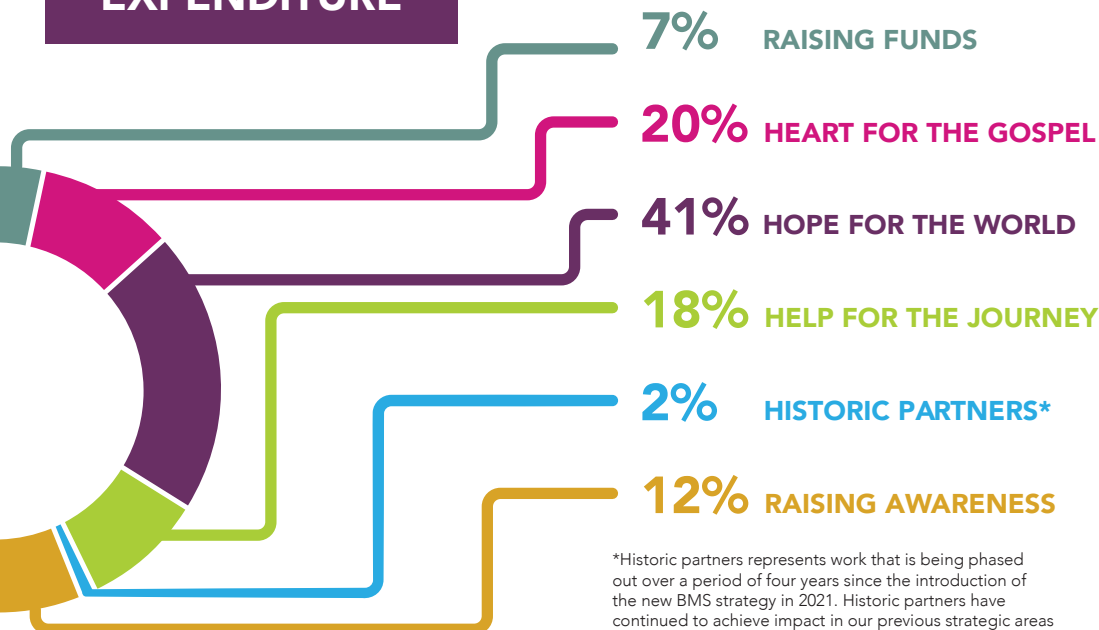 EXPENDITURE
7% RAISING FUNDS
20% HEART FOR THE GOSPEL
41% HOPE FOR THE WORLD
18% HELP FOR THE JOURNEY
2% HISTORIC PARTNERS*
12% RAISING AWARENESS
*Historic partners represents work that is being phased
out over a period of four years since the introduction of
the new BMS strategy in 2021. Historic partners have
continued to achieve impact in our previous strategic areas